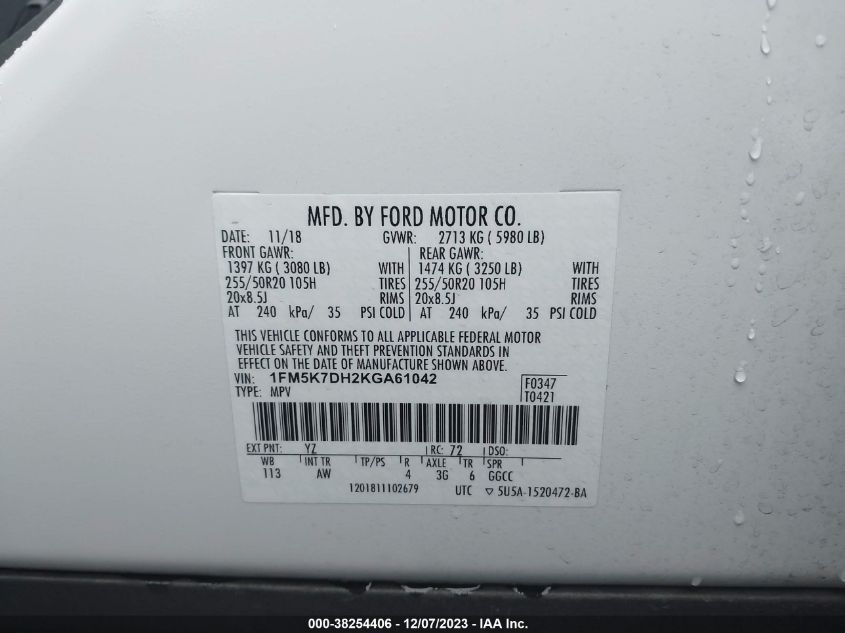 MFD. BY FORD MOTOR CO.
DATE: 11/18 GVWR: 2713 KG ( 5980 LB)
FRONT GAWR: REAR GAWR:
1397 KG ( 3080 LB) WITH 1474 KG ( 3250 LB) WITH
255/50R20 105H TIRES 255/50R20 105H TIRES
20x8.5J RIMS 20x8.5J RIMS
AT 240 kPa/ 35 PSI COLD AT 240 kPa/ 35 PSI COLD
THIS VEHICLE CONFORMS TO ALL APPLICABLE FEDERAL MOTOR
VEHICLE SAFETY AND THEFT PREVENTION STANDARDS IN
EFFECT ON THE DATE OF MANUFACTURE SHOWN ABOVE.
VIN: 1FM5K7DH2KGA61042 F0347
TYPE: MPV T0421
EXT PNT: YZ RC: 72 DSO:
WB INT TR TP/PS R AXLE TR SPR
113 AW 4 3G 6 GGCC
1201811102679 UTC ▽ 5U5A-1520472-BA
000-38254406 - 12/07/2023 - IAA Inc.